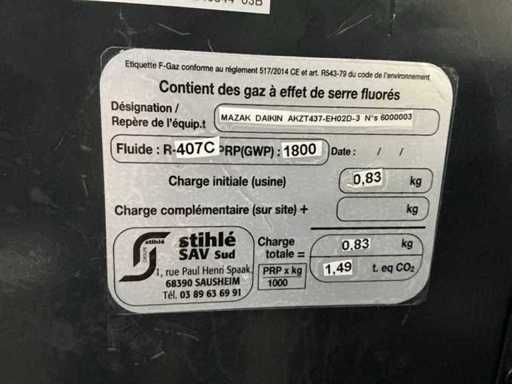 Etiquette F-Gaz conforme au règlement 517/2014 CE et art. R543-79 du code de l'environnement.
Contient des gaz à effet de serre fluorés
Désignation /
Repère de l'équip.t MAZAK DAIKIN AKZT437-EH02D-3 N°s 6000003
Fluide : R-407C PRP(GWP) : 1800 Date : / /
Charge initiale (usine) 0,83 kg
Charge complémentaire (sur site) + kg
stihlé
SAV Sud
1, rue Paul Henri Spaak
68390 SAUSHEIM
Tél. 03 89 63 69 91
Charge
totale = 0,83 kg
PRP x kg
1000
1,49 t. eq CO₂